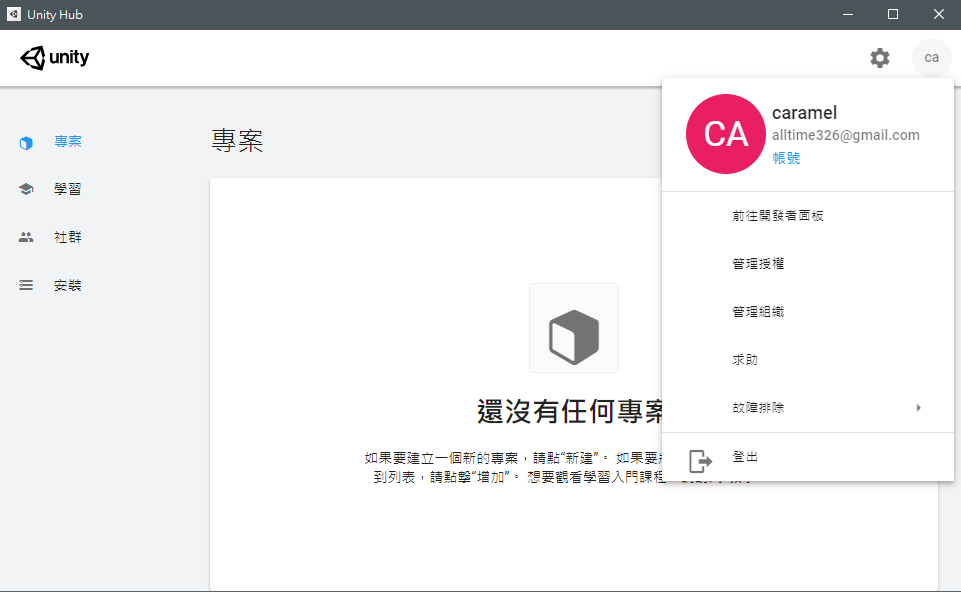 Unity Hub
unity
ca
CA
caramel
alltime326@gmail.com
帳號
專案
學習
社群
安裝
專案
前往開發者面板
管理授權
管理組織
求助
故障排除
登出
還沒有任何專案
如果要建立一個新的專案，請點“新建”。 如果要
到列表，請點擊“增加”。 想要觀看學習入門課程